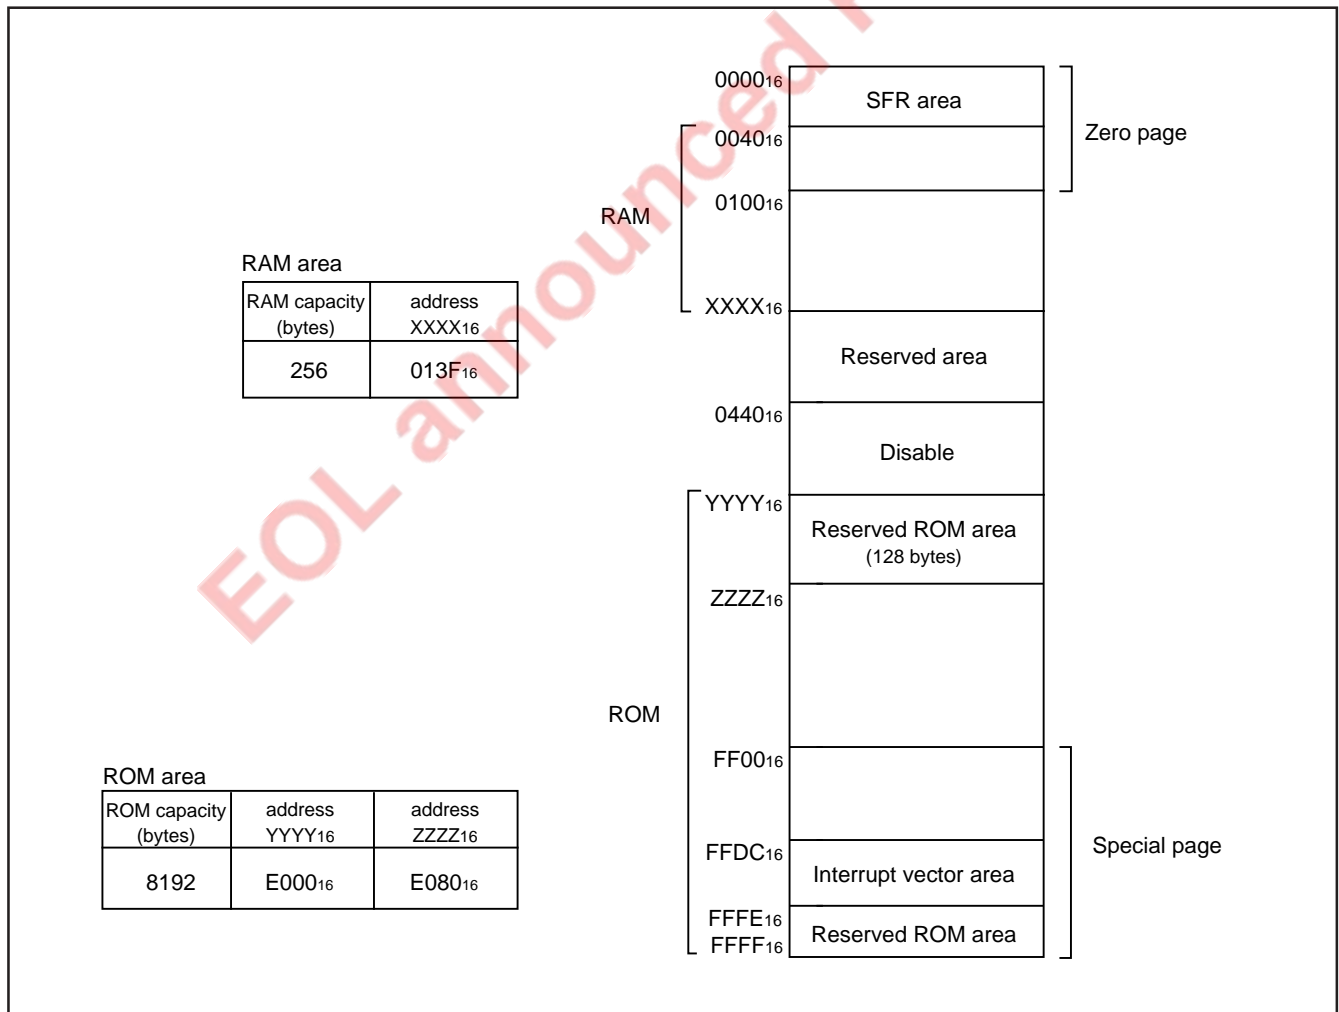 EOL announced
000016
SFR area
Zero page
004016
010016
RAM
XXXX16
Reserved area
044016
Disable
YYYY16
Reserved ROM area
(128 bytes)
ZZZZ16
ROM
FF0016
FFDC16
Interrupt vector area
Special page
FFFE16
Reserved ROM area
FFFF16
RAM area
RAM capacity
(bytes)
address
XXXX16
256
013F16
ROM area
ROM capacity
(bytes)
address
YYYY16
address
ZZZZ16
8192
E00016
E08016